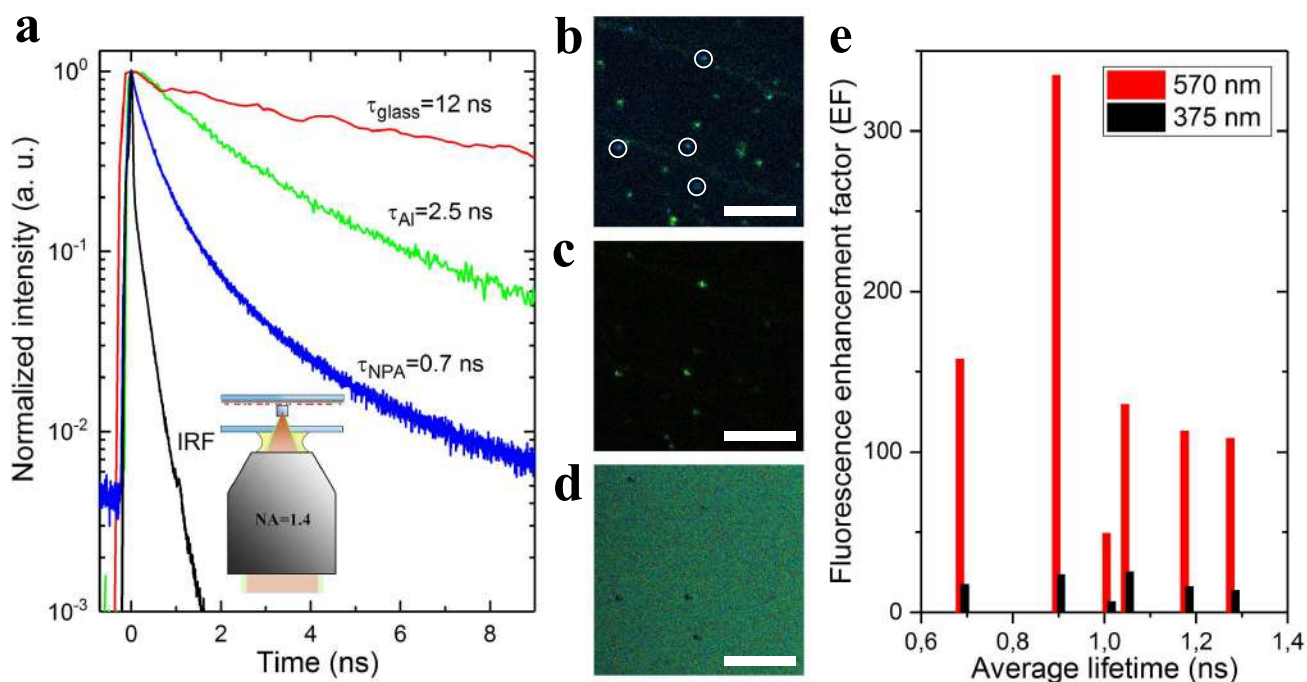 a
Normalized intensity (a. u.)
10⁰
10⁻¹
10⁻²
10⁻³
0
2
4
6
8
Time (ns)
τglass=12 ns
τAl=2.5 ns
τNPA=0.7 ns
IRF
NA=1.4
b
c
d
e
Fluorescence enhancement factor (EF)
300
200
100
0
0,6
0,8
1,0
1,2
1,4
Average lifetime (ns)
570 nm
375 nm